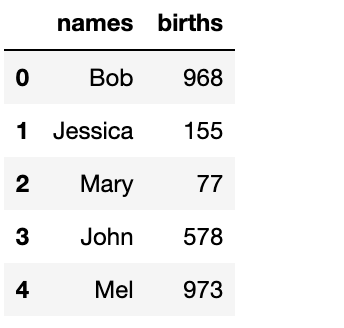 names births
0 Bob 968
1 Jessica 155
2 Mary 77
3 John 578
4 Mel 973